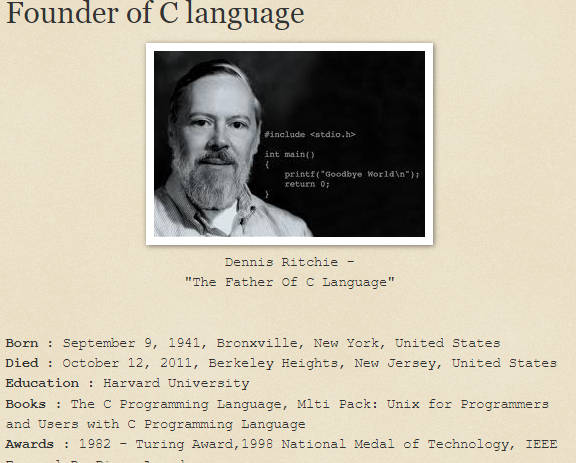 Founder of C language
#include <stdio.h>
int main()
{
printf("Goodbye World\n");
return 0;
}
Dennis Ritchie -
"The Father Of C Language"
Born : September 9, 1941, Bronxville, New York, United States
Died : October 12, 2011, Berkeley Heights, New Jersey, United States
Education : Harvard University
Books : The C Programming Language, Mlti Pack: Unix for Programmers
and Users with C Programming Language
Awards : 1982 - Turing Award,1998 National Medal of Technology, IEEE